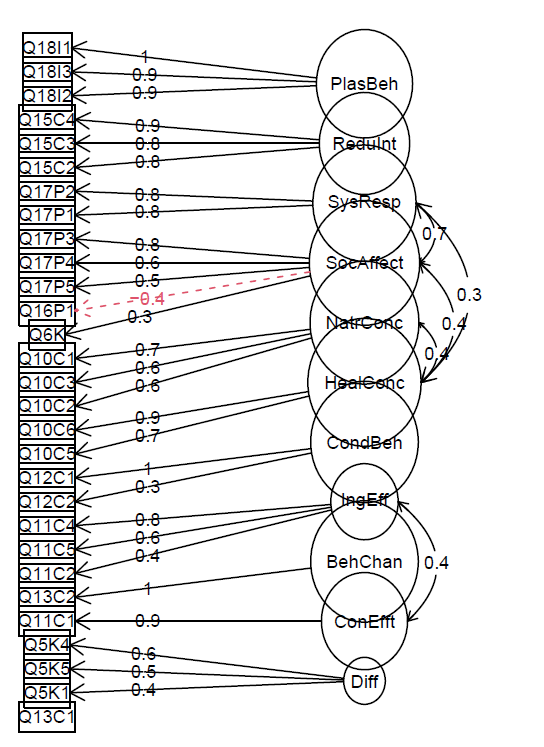 Q18I1
1
Q18I3
0.9
PlasBeh
Q18I2
0.9
Q15C4
0.9
Q15C3
0.8
ReduInt
Q15C2
0.8
Q17P2
0.8
SysResp
Q17P1
0.8
0.7
Q17P3
0.8
Q17P4
0.6
SocAffect
Q17P5
0.5
0.3
−0.4
Q16P1
0.3
NatrConc
0.4
Q6K
Q10C1
0.7
0.4
Q10C3
0.6
HealConc
Q10C2
0.6
Q10C6
0.9
Q10C5
0.7
CondBeh
Q12C1
1
Q12C2
0.3
IngEff
Q11C4
0.8
Q11C5
0.6
Q11C2
0.4
BehChan
0.4
Q13C2
1
Q11C1
0.9
ConEfft
Q5K4
0.6
Q5K5
0.5
Diff
Q5K1
0.4
Q13C1